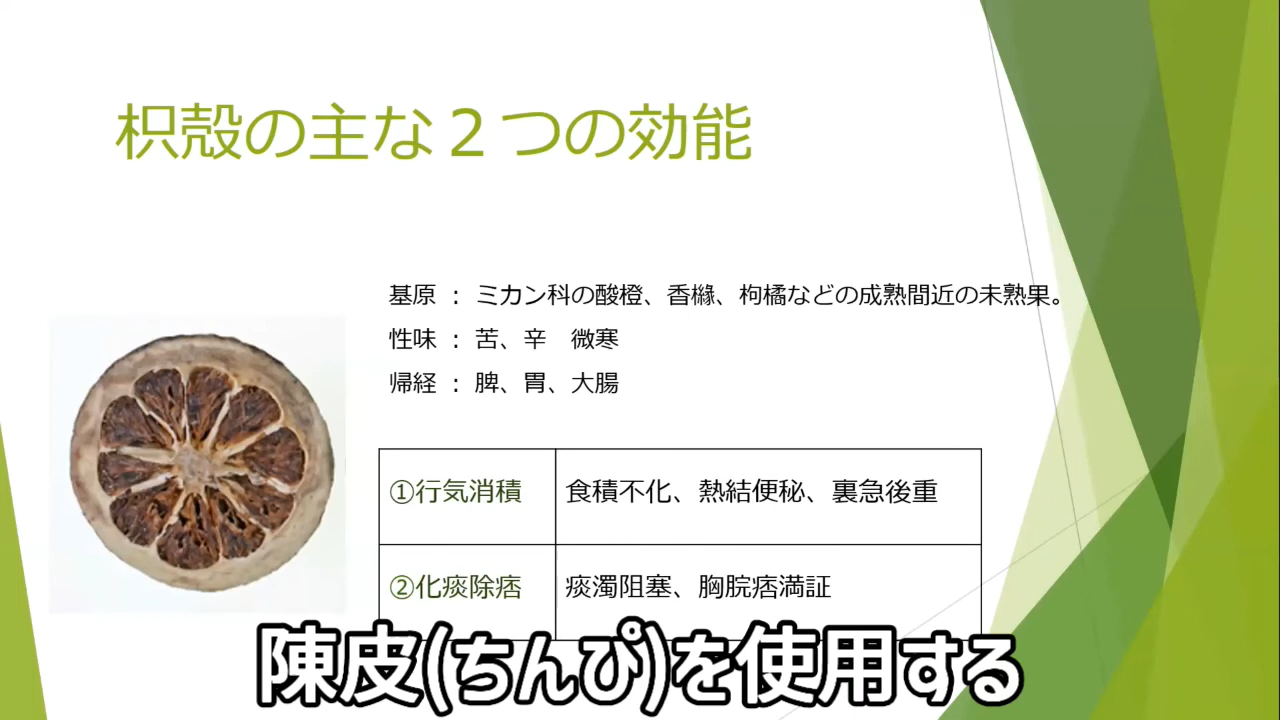 枳殻の主な２つの効能
基原 ： ミカン科の酸橙、香櫞、枸橘などの成熟間近の未熟果。
性味 ： 苦、辛　微寒
帰経 ： 脾、胃、大腸
①行気消積 食積不化、熱結便秘、裏急後重
②化痰除痞 痰濁阻塞、胸脘痞満証
陳皮(ちんぴ)を使用する